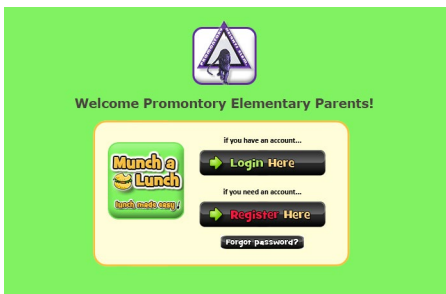 Welcome Promontory Elementary Parents!
if you have an account...
Munch a
Lunch
lunch made easy!
Login Here
if you need an account...
Register Here
Forgot password?